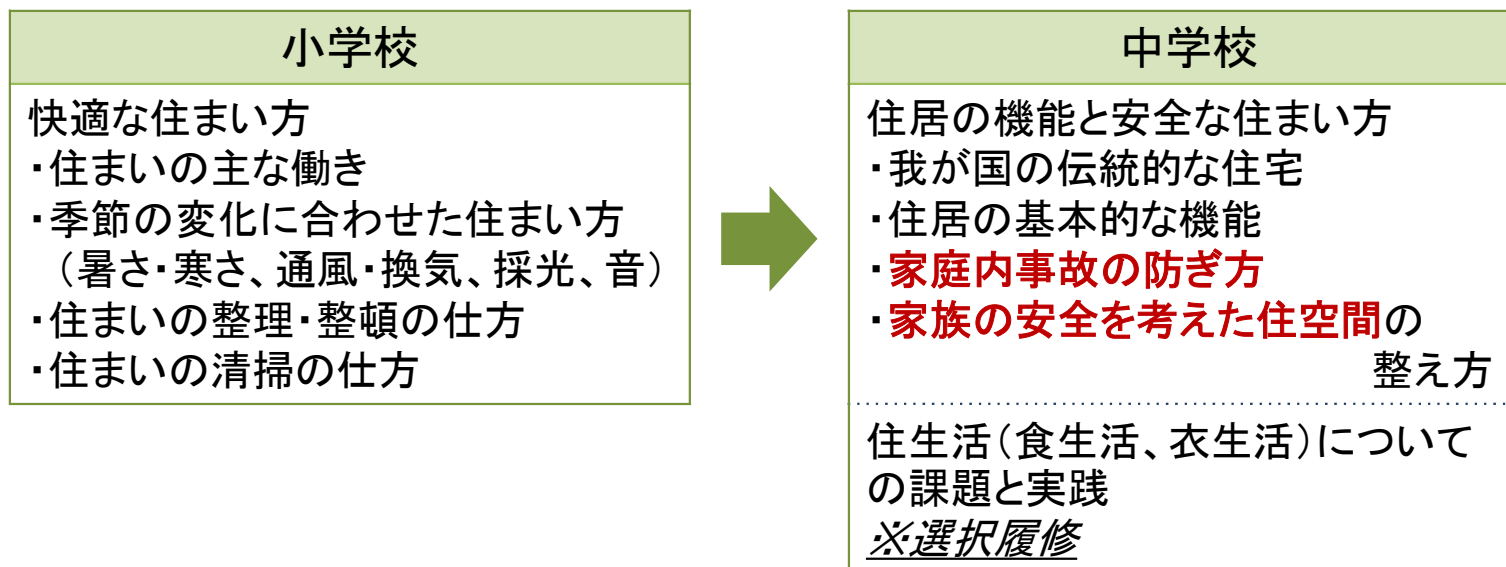 小学校
快適な住まい方
・住まいの主な働き
・季節の変化に合わせた住まい方
（暑さ・寒さ、通風・換気、採光、音）
・住まいの整理・整頓の仕方
・住まいの清掃の仕方
中学校
住居の機能と安全な住まい方
・我が国の伝統的な住宅
・住居の基本的な機能
・家庭内事故の防ぎ方
・家族の安全を考えた住空間の
整え方
住生活（食生活、衣生活）について
の課題と実践
※選択履修